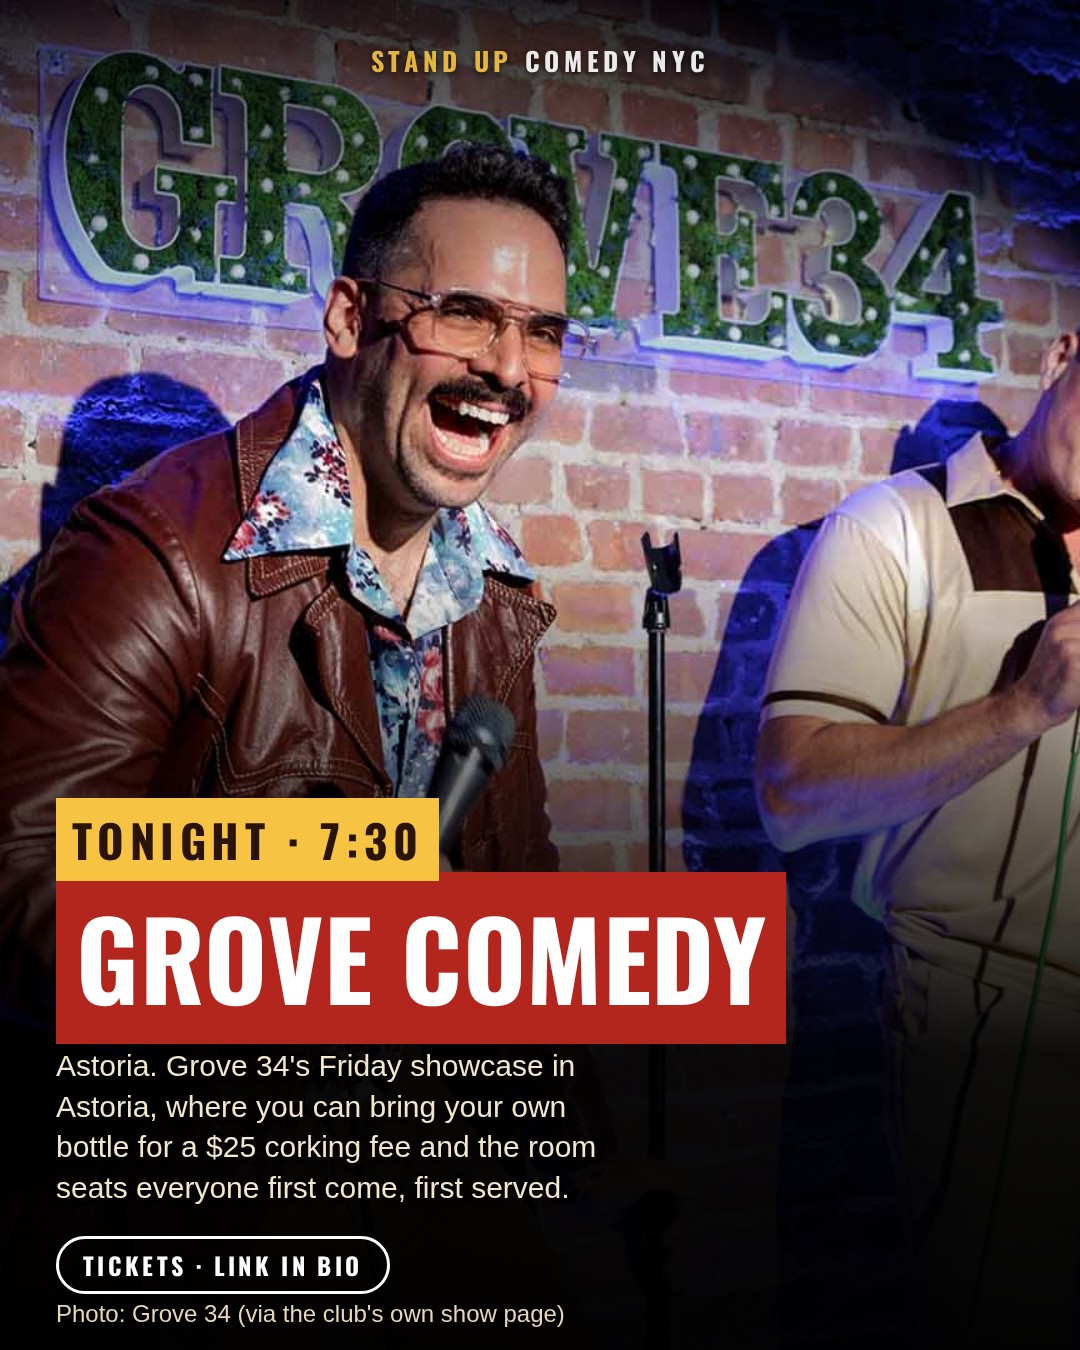 STAND UP COMEDY NYC
GROVE34
TONIGHT · 7:30
GROVE COMEDY
Astoria. Grove 34's Friday showcase in
Astoria, where you can bring your own
bottle for a $25 corking fee and the room
seats everyone first come, first served.
TICKETS · LINK IN BIO
Photo: Grove 34 (via the club's own show page)